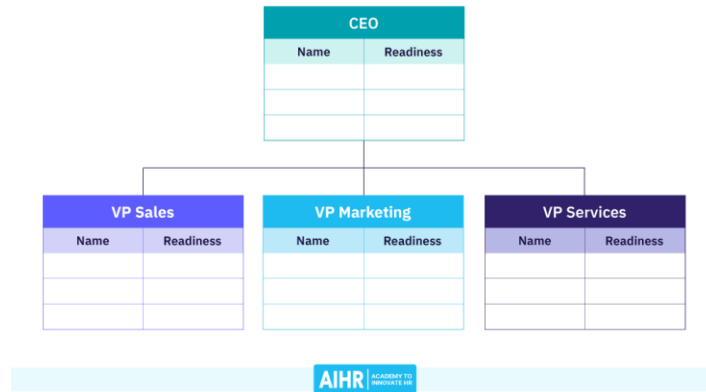 CEO
Name Readiness
VP Sales
VP Marketing
VP Services
Name Readiness
Name Readiness
Name Readiness
AIHR
ACADEMY TO
INNOVATE HR